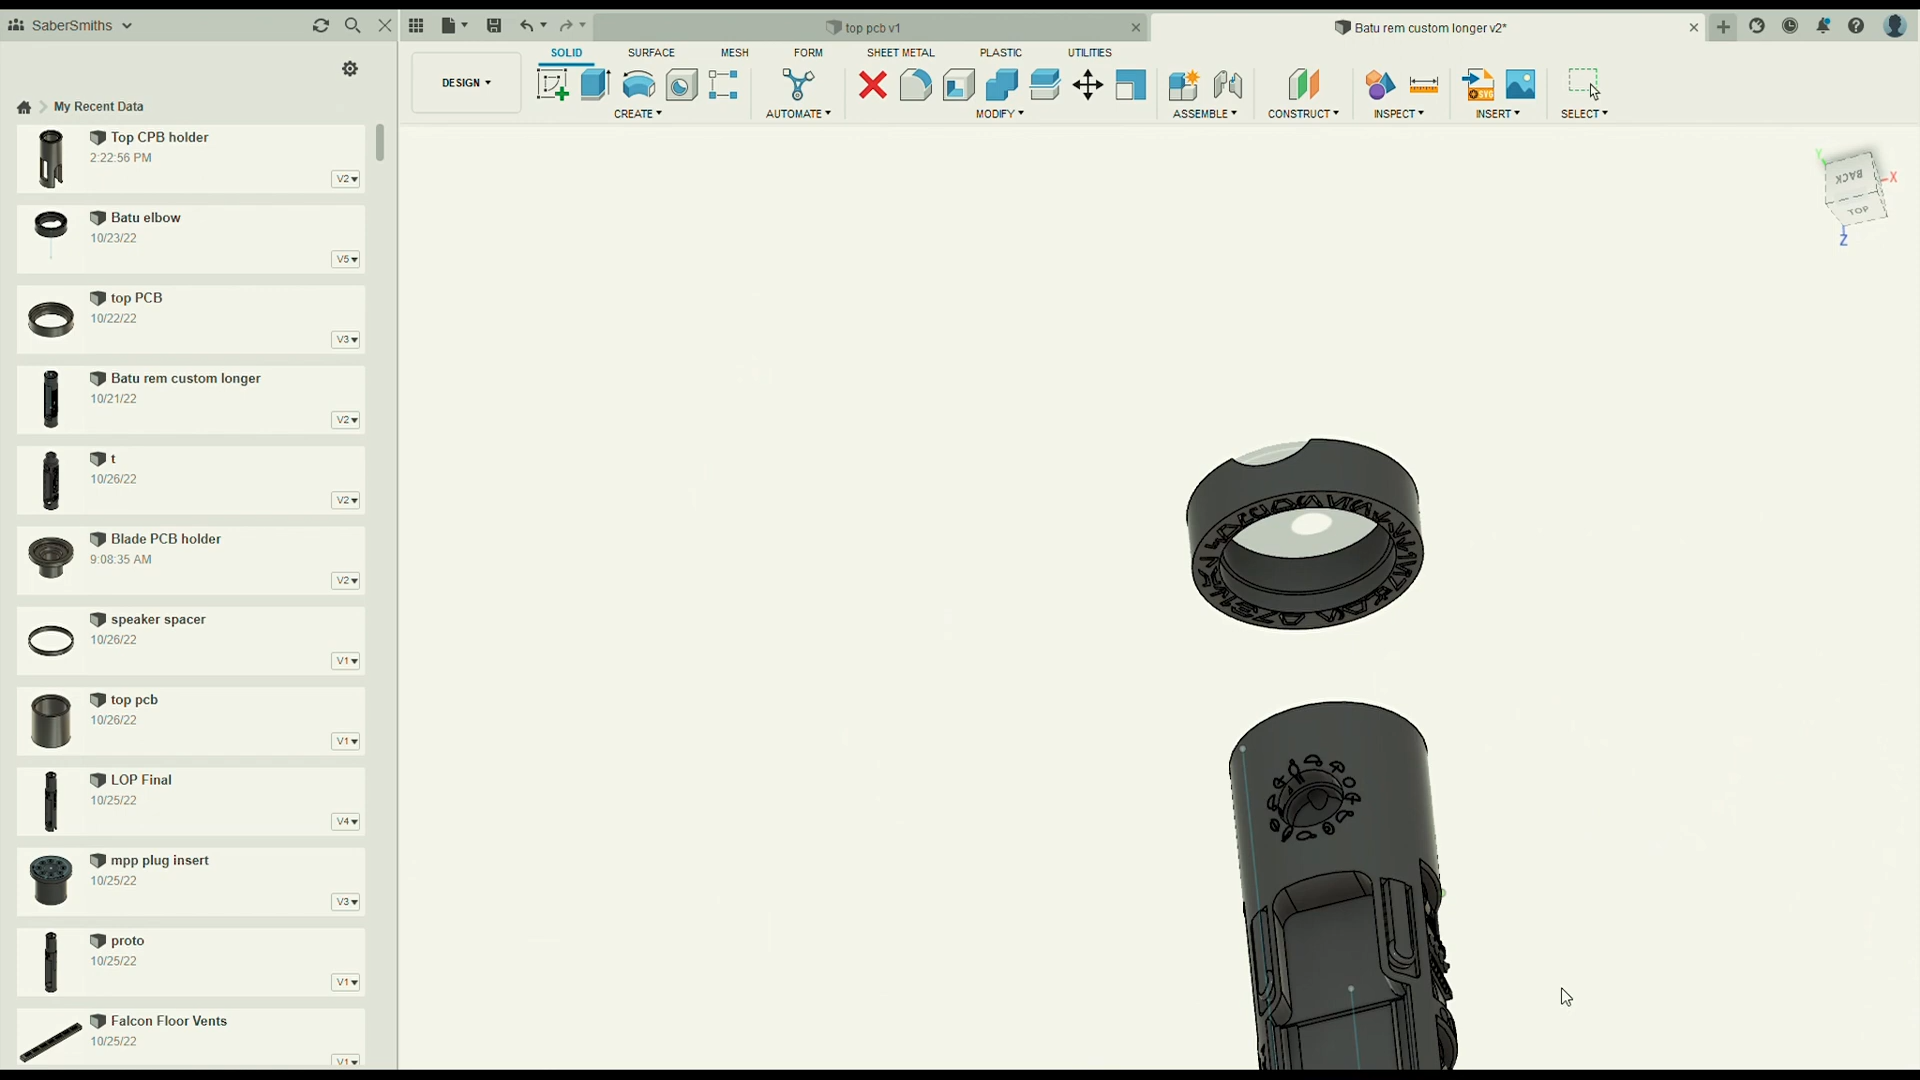 SaberSmiths
top pcb v1
Batu rem custom longer v2*
DESIGN
SOLID
SURFACE
MESH
FORM
SHEET METAL
PLASTIC
UTILITIES
CREATE
AUTOMATE
MODIFY
ASSEMBLE
CONSTRUCT
INSPECT
INSERT
SELECT
SVG
My Recent Data
Top CPB holder
2:22:56 PM
V2
Batu elbow
10/23/22
V5
top PCB
10/22/22
V3
Batu rem custom longer
10/21/22
V2
t
10/26/22
V2
Blade PCB holder
9:08:35 AM
V2
speaker spacer
10/26/22
V1
top pcb
10/26/22
V1
LOP Final
10/25/22
V4
mpp plug insert
10/25/22
V3
proto
10/25/22
V1
Falcon Floor Vents
10/25/22
V1
Y
X
BACK
TOP
Z